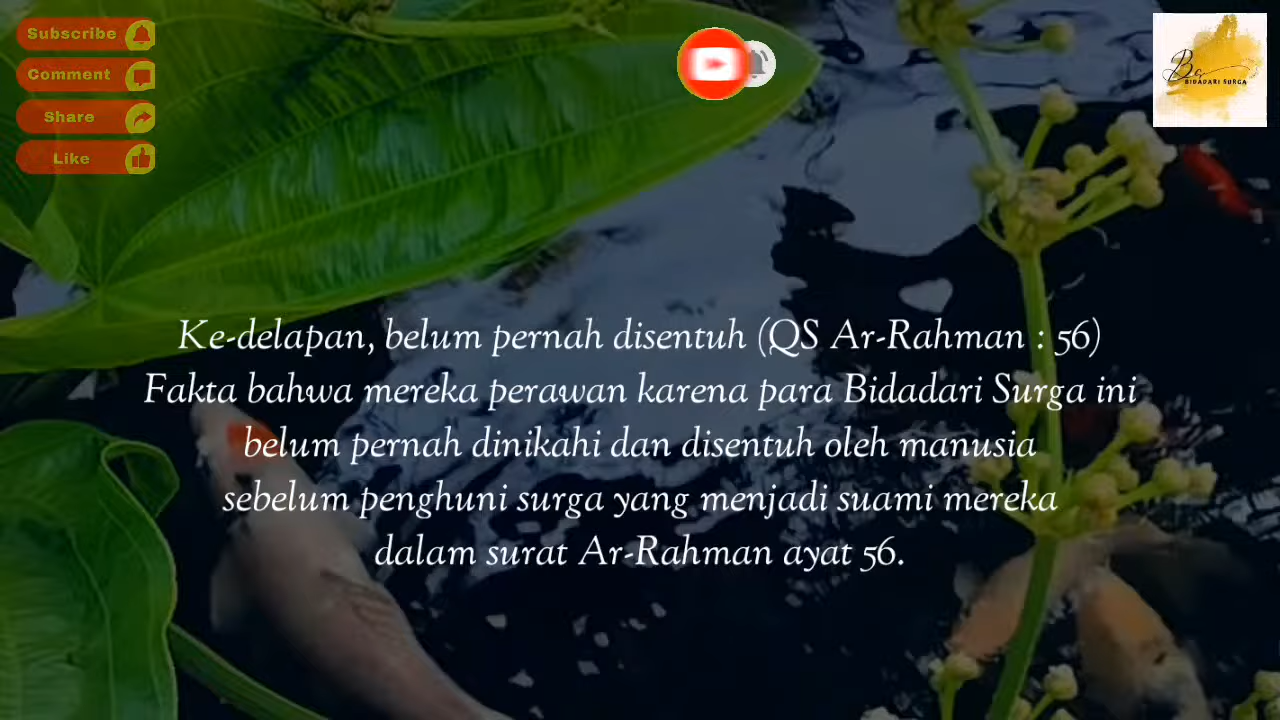 Subscribe
Comment
Share
Like
BIDADARI SURGA
Ke-delapan, belum pernah disentuh (QS Ar-Rahman : 56)
Fakta bahwa mereka perawan karena para Bidadari Surga ini
belum pernah dinikahi dan disentuh oleh manusia
sebelum penghuni surga yang menjadi suami mereka
dalam surat Ar-Rahman ayat 56.